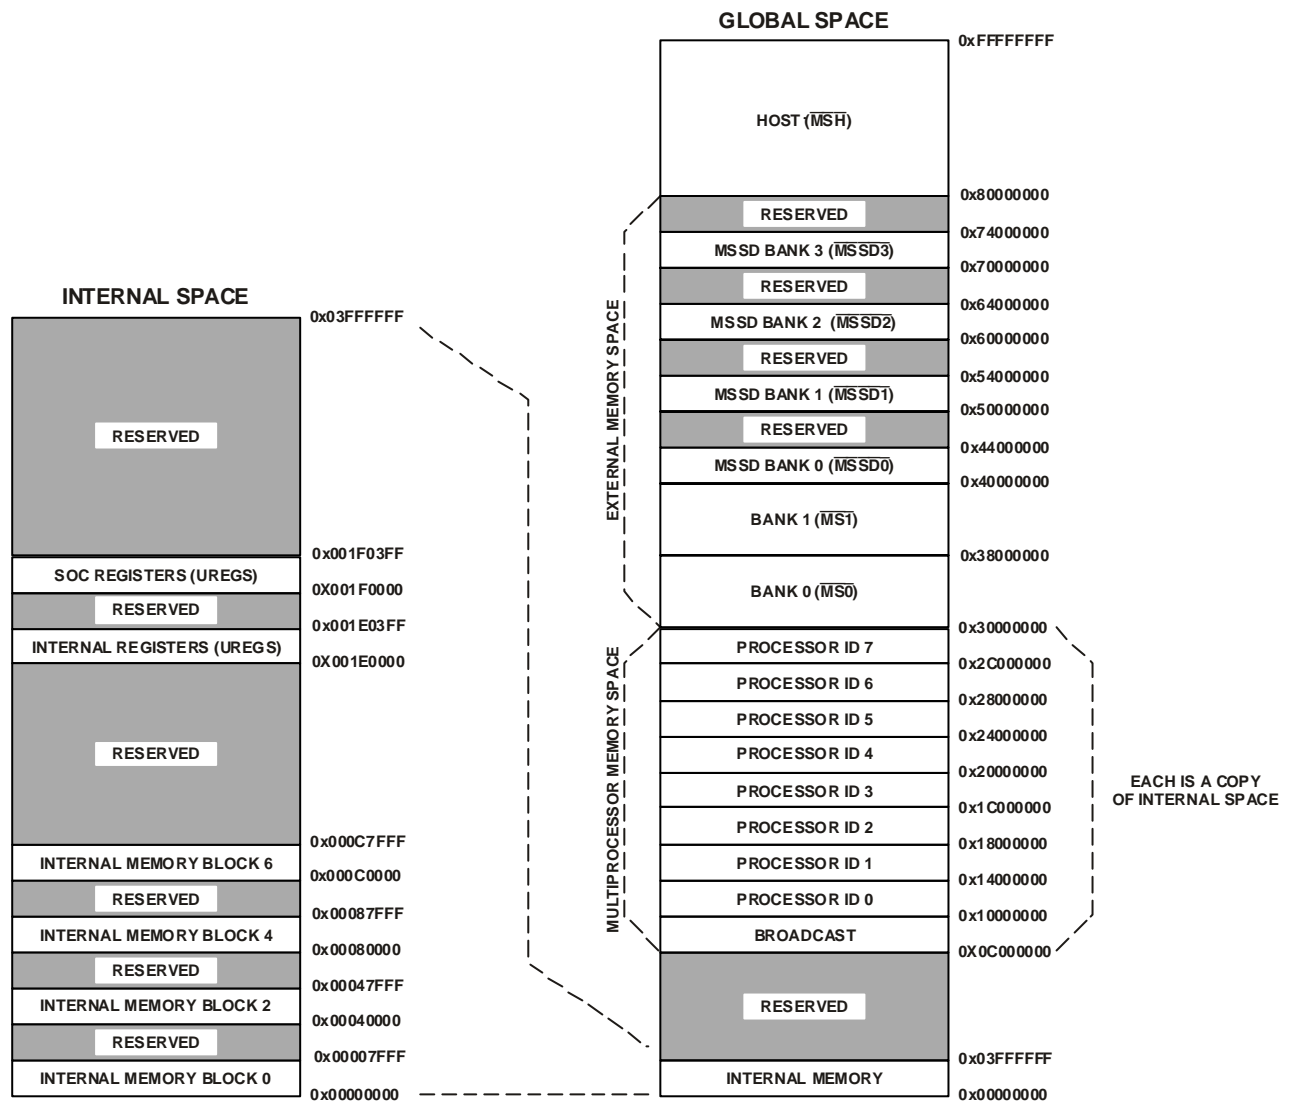 GLOBAL SPACE
0xFFFFFFFF
HOST (MSH)
0x80000000
RESERVED
0x74000000
MSSD BANK 3 (MSSD3)
0x70000000
RESERVED
0x64000000
MSSD BANK 2 (MSSD2)
0x60000000
RESERVED
0x54000000
MSSD BANK 1 (MSSD1)
0x50000000
RESERVED
0x44000000
MSSD BANK 0 (MSSD0)
0x40000000
BANK 1 (MS1)
0x38000000
BANK 0 (MS0)
0x30000000
PROCESSOR ID 7
0x2C000000
PROCESSOR ID 6
0x28000000
PROCESSOR ID 5
0x24000000
PROCESSOR ID 4
0x20000000
PROCESSOR ID 3
0x1C000000
PROCESSOR ID 2
0x18000000
PROCESSOR ID 1
0x14000000
PROCESSOR ID 0
0x10000000
BROADCAST
0X0C000000
RESERVED
0x03FFFFFF
INTERNAL MEMORY
0x00000000
EXTERNAL MEMORY SPACE
MULTIPROCESSOR MEMORY SPACE
EACH IS A COPY
OF INTERNAL SPACE
INTERNAL SPACE
0x03FFFFFF
RESERVED
0x001F03FF
SOC REGISTERS (UREGS)
0X001F0000
RESERVED
0x001E03FF
INTERNAL REGISTERS (UREGS)
0X001E0000
RESERVED
0x000C7FFF
INTERNAL MEMORY BLOCK 6
0x000C0000
RESERVED
0x00087FFF
INTERNAL MEMORY BLOCK 4
0x00080000
RESERVED
0x00047FFF
INTERNAL MEMORY BLOCK 2
0x00040000
RESERVED
0x00007FFF
INTERNAL MEMORY BLOCK 0
0x00000000